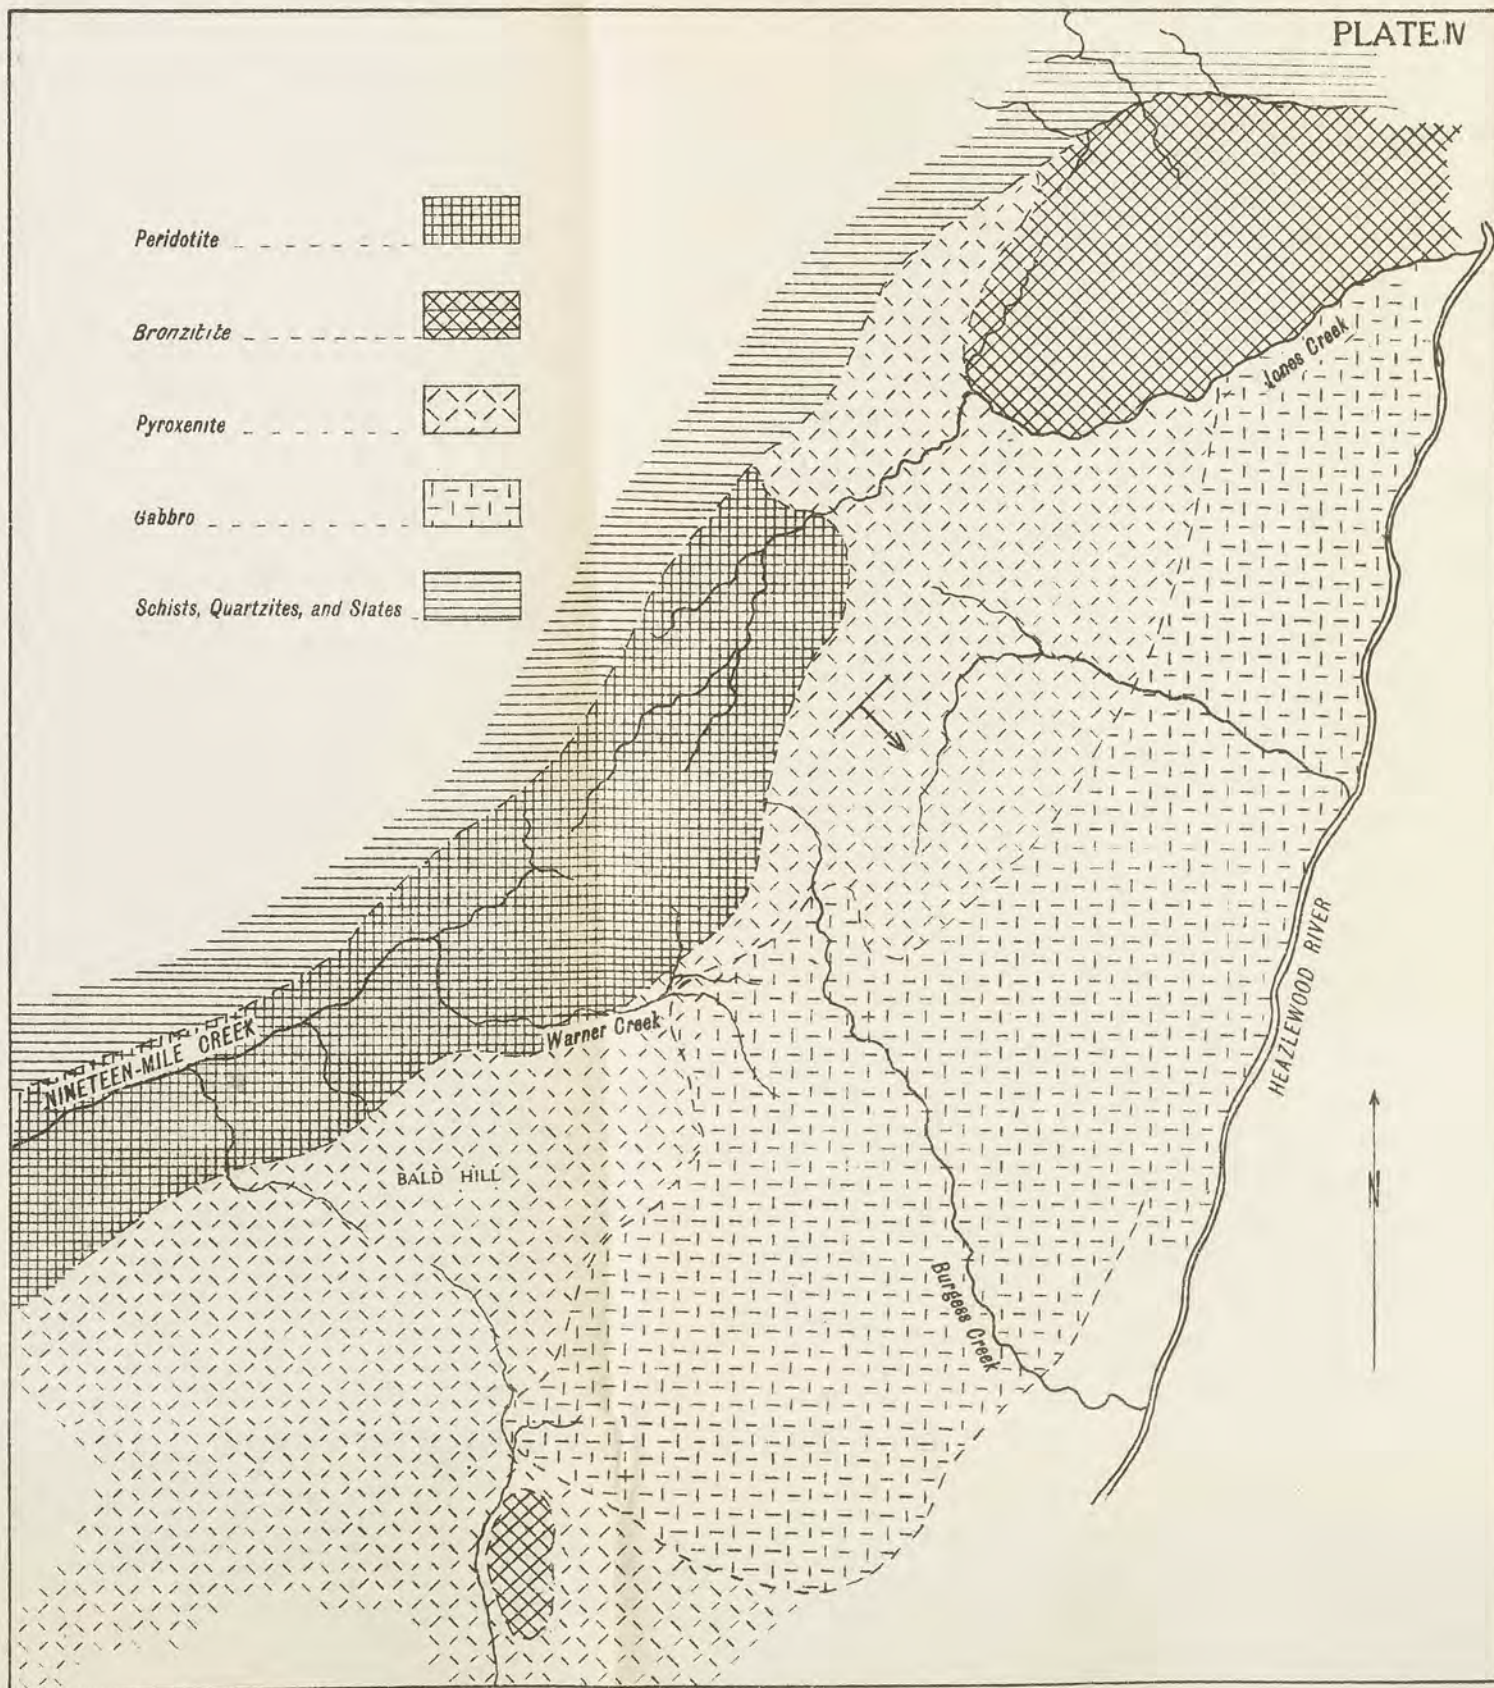 PLATE IV
Peridotite
Bronzitite
Pyroxenite
Gabbro
Schists, Quartzites, and Slates
Jones Creek
Warner Creek
NINETEEN-MILE CREEK
BALD HILL
HEAZLEWOOD RIVER
N
Burgess Creek